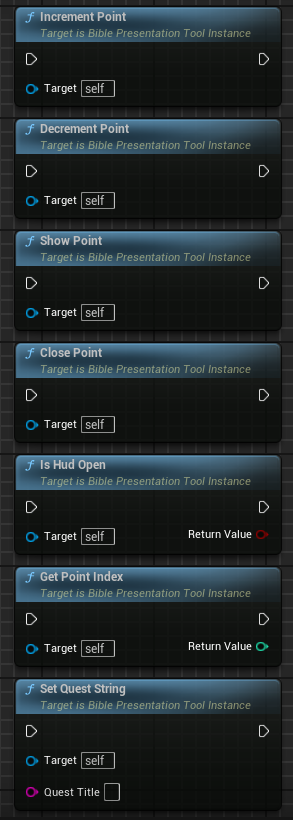 Increment Point
Target is Bible Presentation Tool Instance
Target self
Decrement Point
Target is Bible Presentation Tool Instance
Target self
Show Point
Target is Bible Presentation Tool Instance
Target self
Close Point
Target is Bible Presentation Tool Instance
Target self
Is Hud Open
Target is Bible Presentation Tool Instance
Target self Return Value
Get Point Index
Target is Bible Presentation Tool Instance
Target self Return Value
Set Quest String
Target is Bible Presentation Tool Instance
Target self
Quest Title